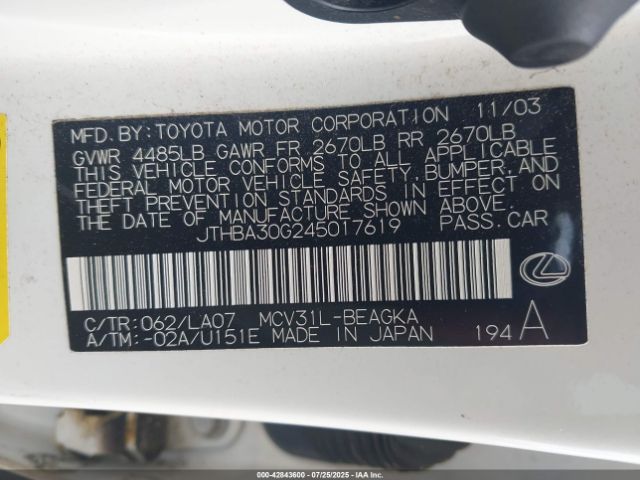 MFD. BY: TOYOTA MOTOR CORPORATION 11/03
GVWR 4485LB GAWR FR 2670LB RR 2670LB
THIS VEHICLE CONFORMS TO ALL APPLICABLE
FEDERAL MOTOR VEHICLE SAFETY, BUMPER, AND
THEFT PREVENTION STANDARDS IN EFFECT ON
THE DATE OF MANUFACTURE SHOWN ABOVE.
JTHBA30G245017619 PASS. CAR
C/TR: 062/LA07 MCV31L-BEAGKA
A/TM: -02A/U151E MADE IN JAPAN 194 A
000-42843600 - 07/25/2025 - IAAI.COM